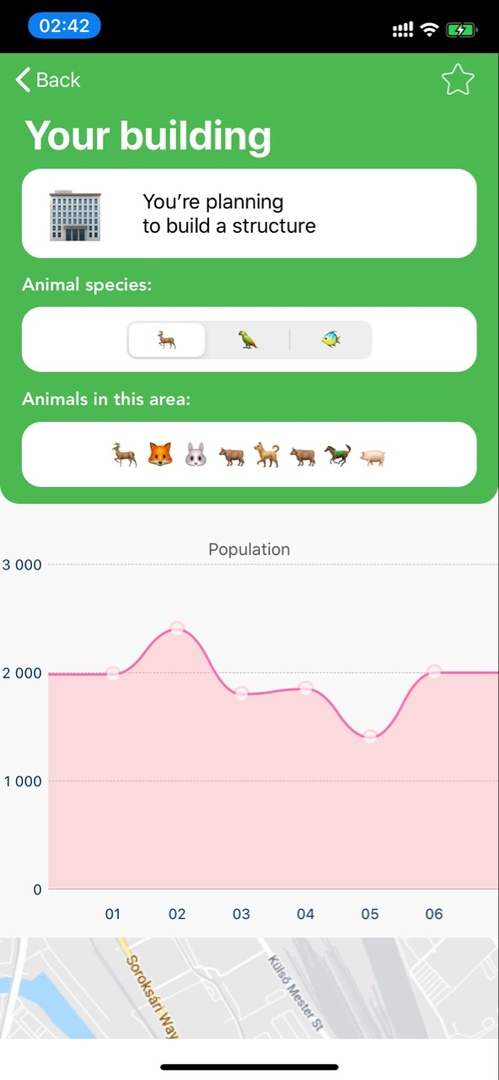 02:42
Back
Your building
You’re planning
to build a structure
Animal species:
Animals in this area:
Population
3 000
2 000
1 000
0
01 02 03 04 05 06
Soroksári Way
Külső Mester St